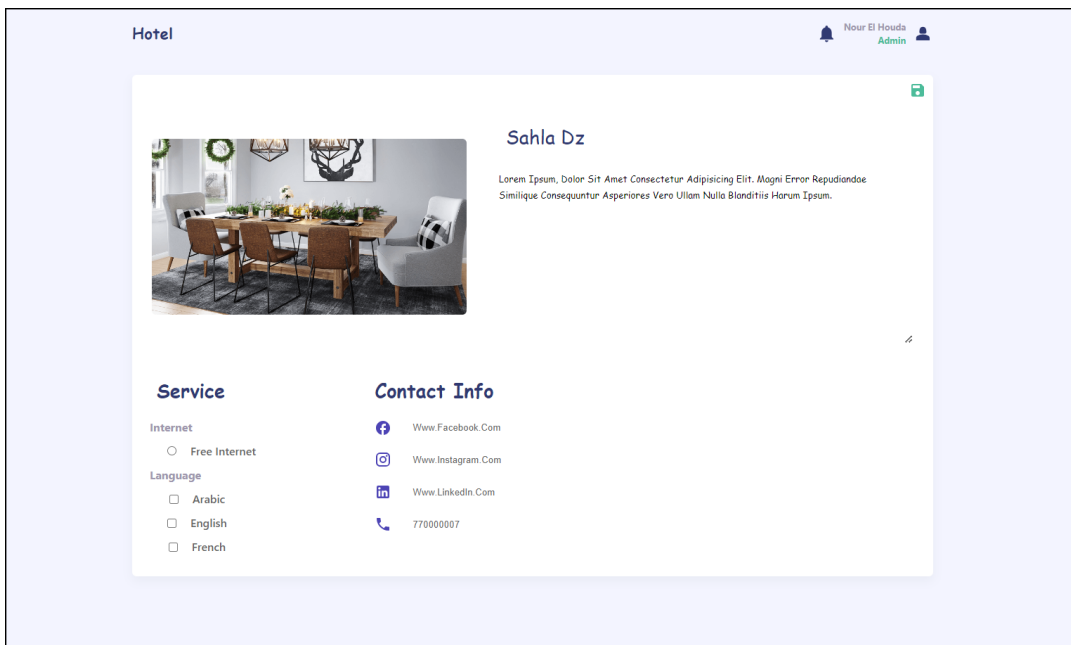 Hotel
Nour El Houda
Admin
Sahla Dz
Lorem Ipsum, Dolor Sit Amet Consectetur Adipisicing Elit. Magni Error Repudiandae
Similique Consequuntur Asperiores Vero Ullam Nulla Blanditiis Harum Ipsum.
Service
Internet
Free Internet
Language
Arabic
English
French
Contact Info
Www.Facebook.Com
Www.Instagram.Com
Www.LinkedIn.Com
770000007